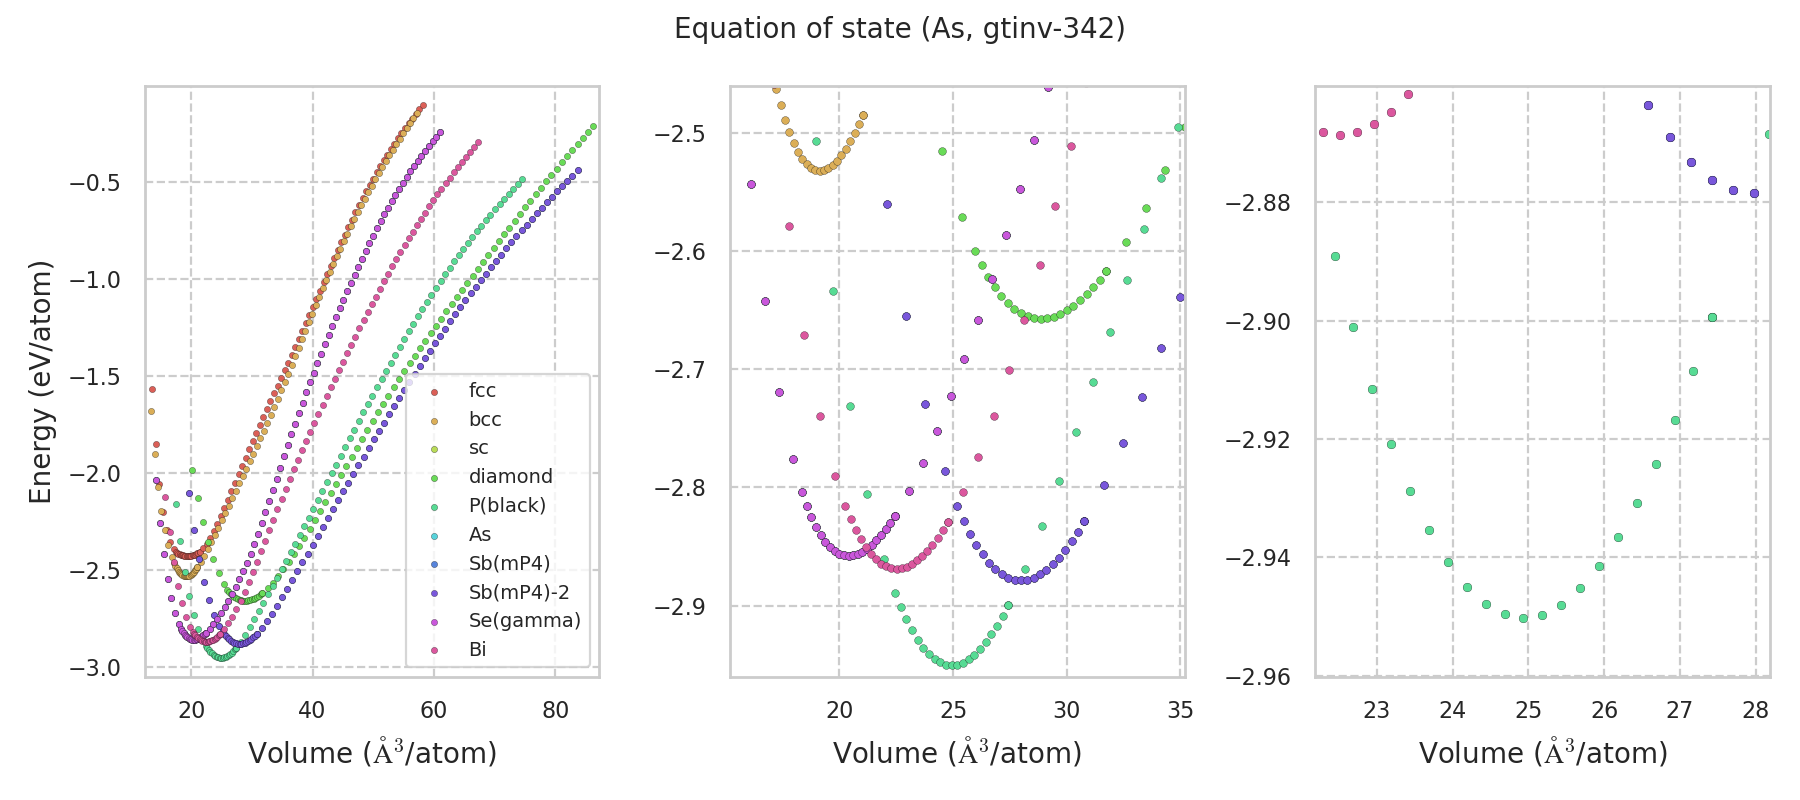 Equation of state (As, gtinv-342)
Energy (eV/atom)
−0.5
−1.0
−1.5
−2.0
−2.5
−3.0
20 40 60 80
Volume (Å³/atom)
fcc
bcc
sc
diamond
P(black)
As
Sb(mP4)
Sb(mP4)-2
Se(gamma)
Bi
−2.5
−2.6
−2.7
−2.8
−2.9
20 25 30 35
Volume (Å³/atom)
−2.88
−2.90
−2.92
−2.94
−2.96
23 24 25 26 27 28
Volume (Å³/atom)